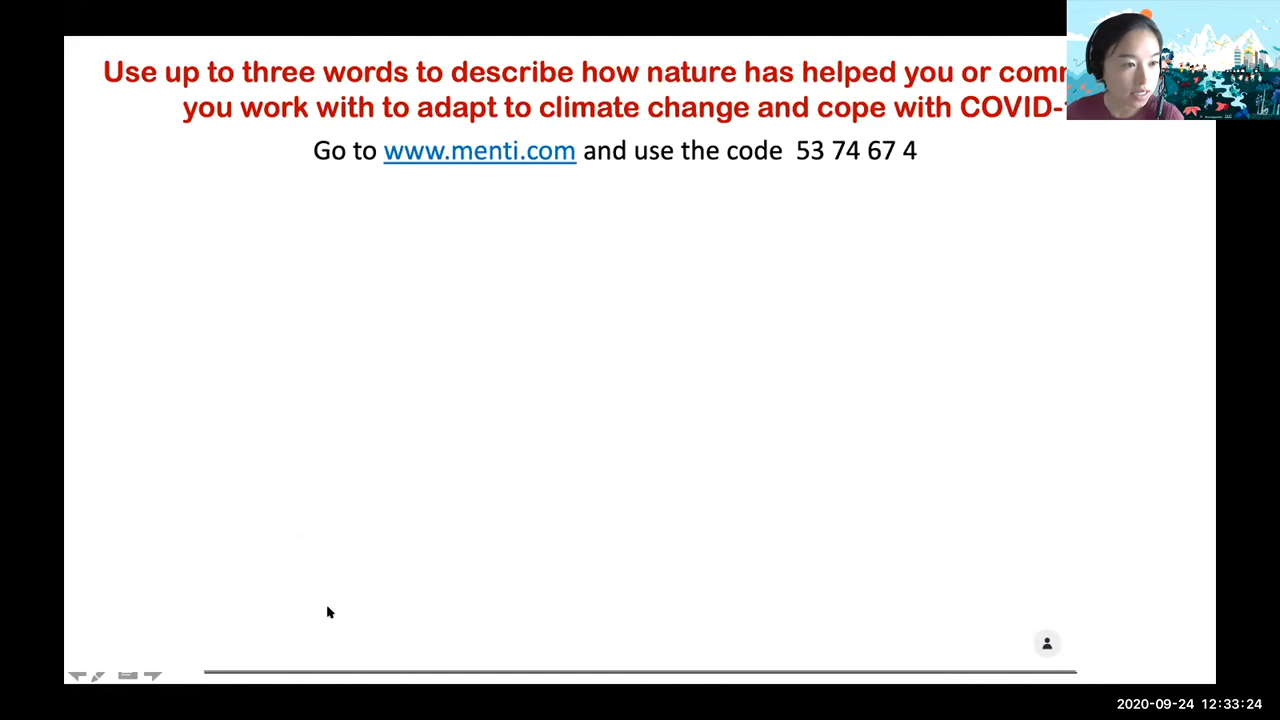 Use up to three words to describe how nature has helped you or
you work with to adapt to climate change and cope with COVID-
Go to www.menti.com and use the code 53 74 67 4
2020-09-24 12:33:24